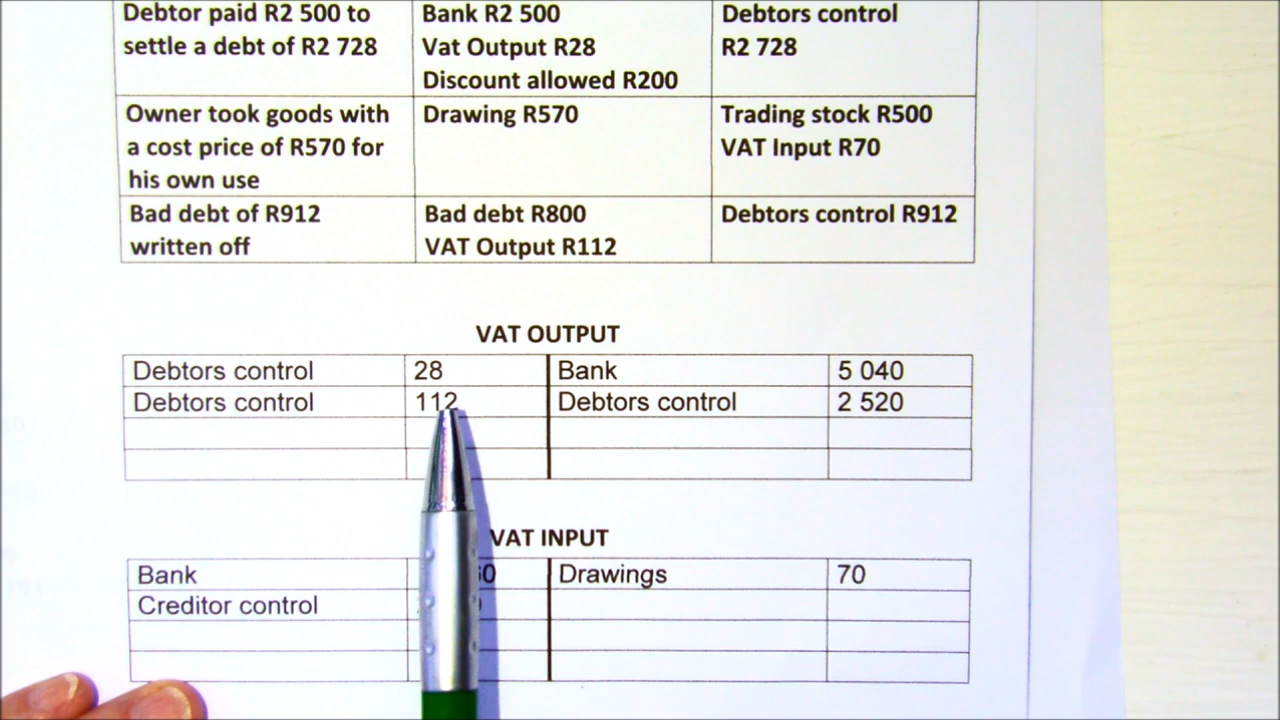 Debtor paid R2 500 to
settle a debt of R2 728
Bank R2 500
Vat Output R28
Discount allowed R200
Debtors control
R2 728
Owner took goods with
a cost price of R570 for
his own use
Drawing R570
Trading stock R500
VAT Input R70
Bad debt of R912
written off
Bad debt R800
VAT Output R112
Debtors control R912
VAT OUTPUT
Debtors control 28 Bank 5 040
Debtors control 112 Debtors control 2 520
VAT INPUT
Bank Drawings 70
Creditor control